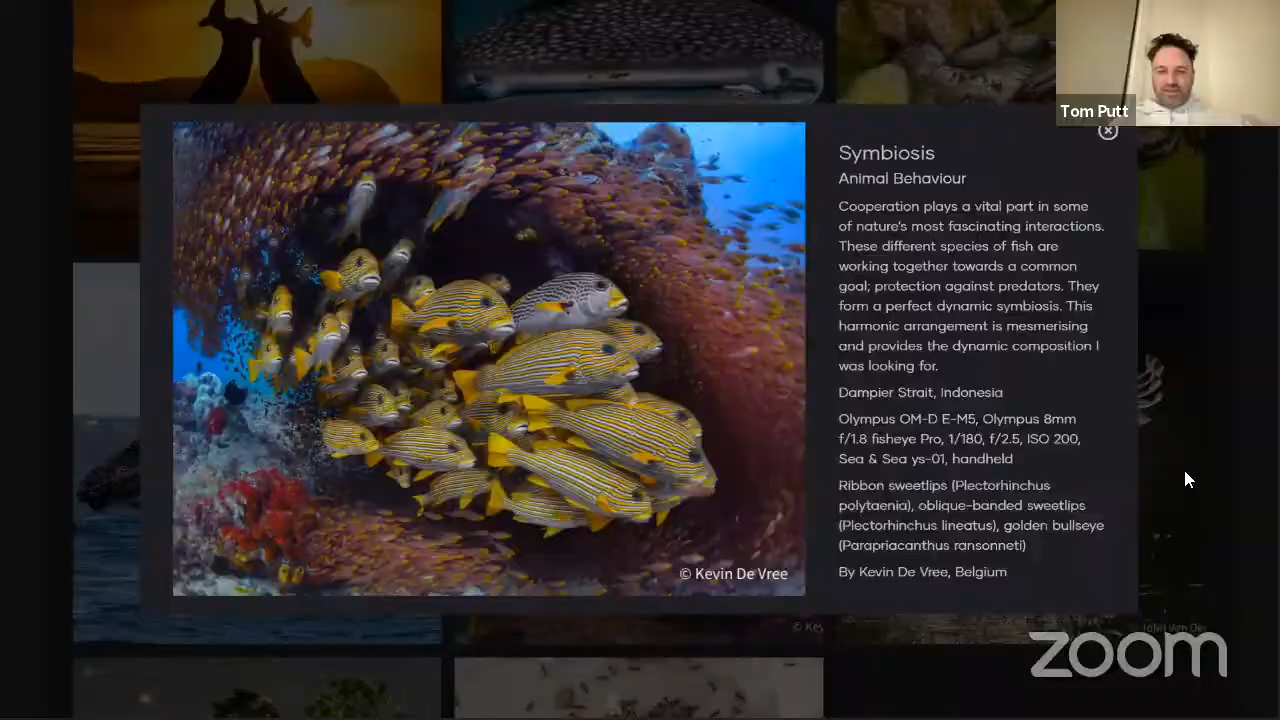 Tom Putt
Symbiosis
Animal Behaviour
Cooperation plays a vital part in some
of nature's most fascinating interactions.
These different species of fish are
working together towards a common
goal; protection against predators. They
form a perfect dynamic symbiosis. This
harmonic arrangement is mesmerising
and provides the dynamic composition I
was looking for.
Dampier Strait, Indonesia
Olympus OM-D E-M5, Olympus 8mm
f/1.8 fisheye Pro, 1/180, f/2.5, ISO 200,
Sea & Sea ys-01, handheld
Ribbon sweetlips (Plectorhinchus
polytaenia), oblique-banded sweetlips
(Plectorhinchus lineatus), golden bullseye
(Parapriacanthus ransonneti)
By Kevin De Vree, Belgium
© Kevin De Vree
© Kev
zoom